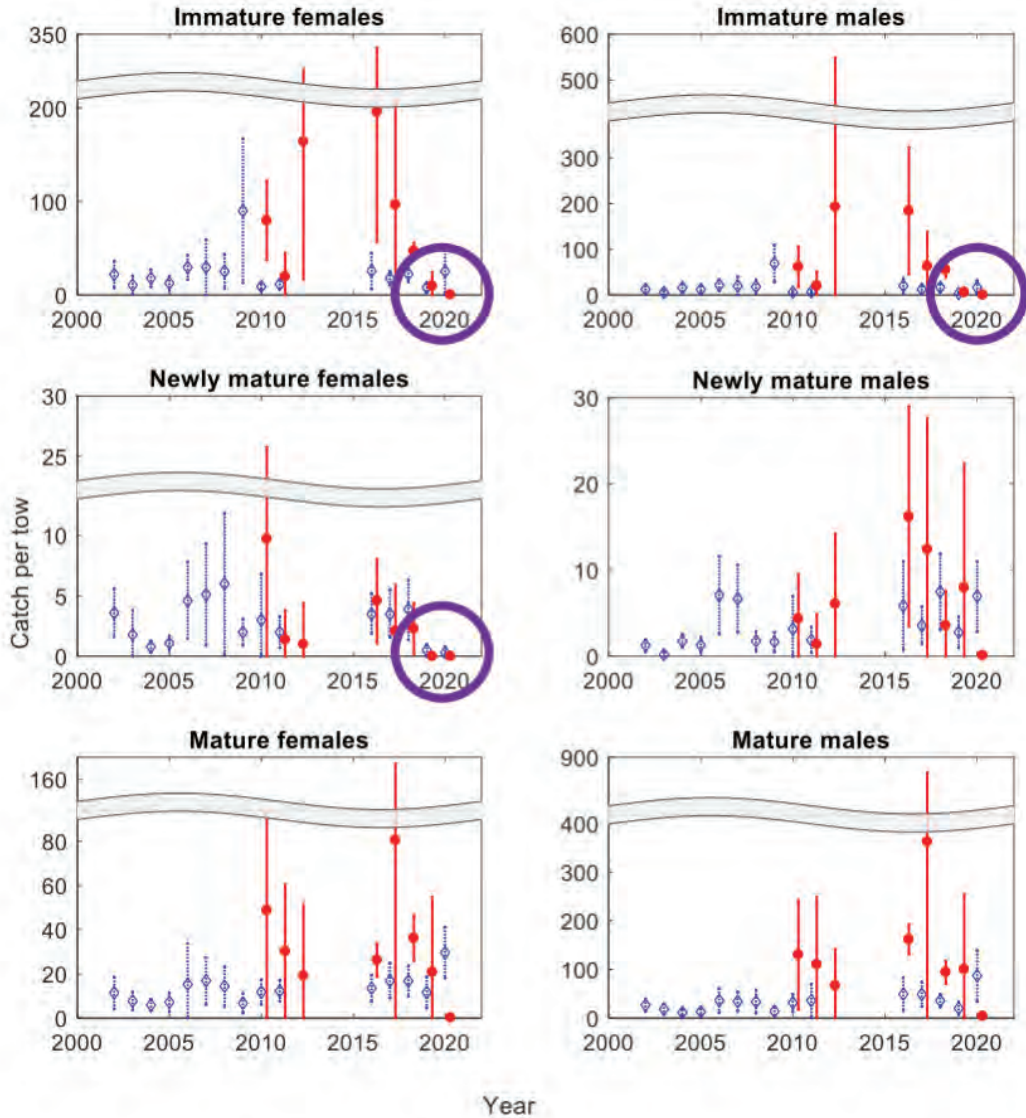 Immature females
350
200
100
0
2000 2005 2010 2015 2020
Immature males
600
500
300
200
100
0
2000 2005 2010 2015 2020
Newly mature females
30
25
10
5
0
2000 2005 2010 2015 2020
Newly mature males
30
20
10
0
2000 2005 2010 2015 2020
Mature females
160
80
60
40
20
0
2000 2005 2010 2015 2020
Mature males
900
400
300
200
100
0
2000 2005 2010 2015 2020
Catch per tow
Year